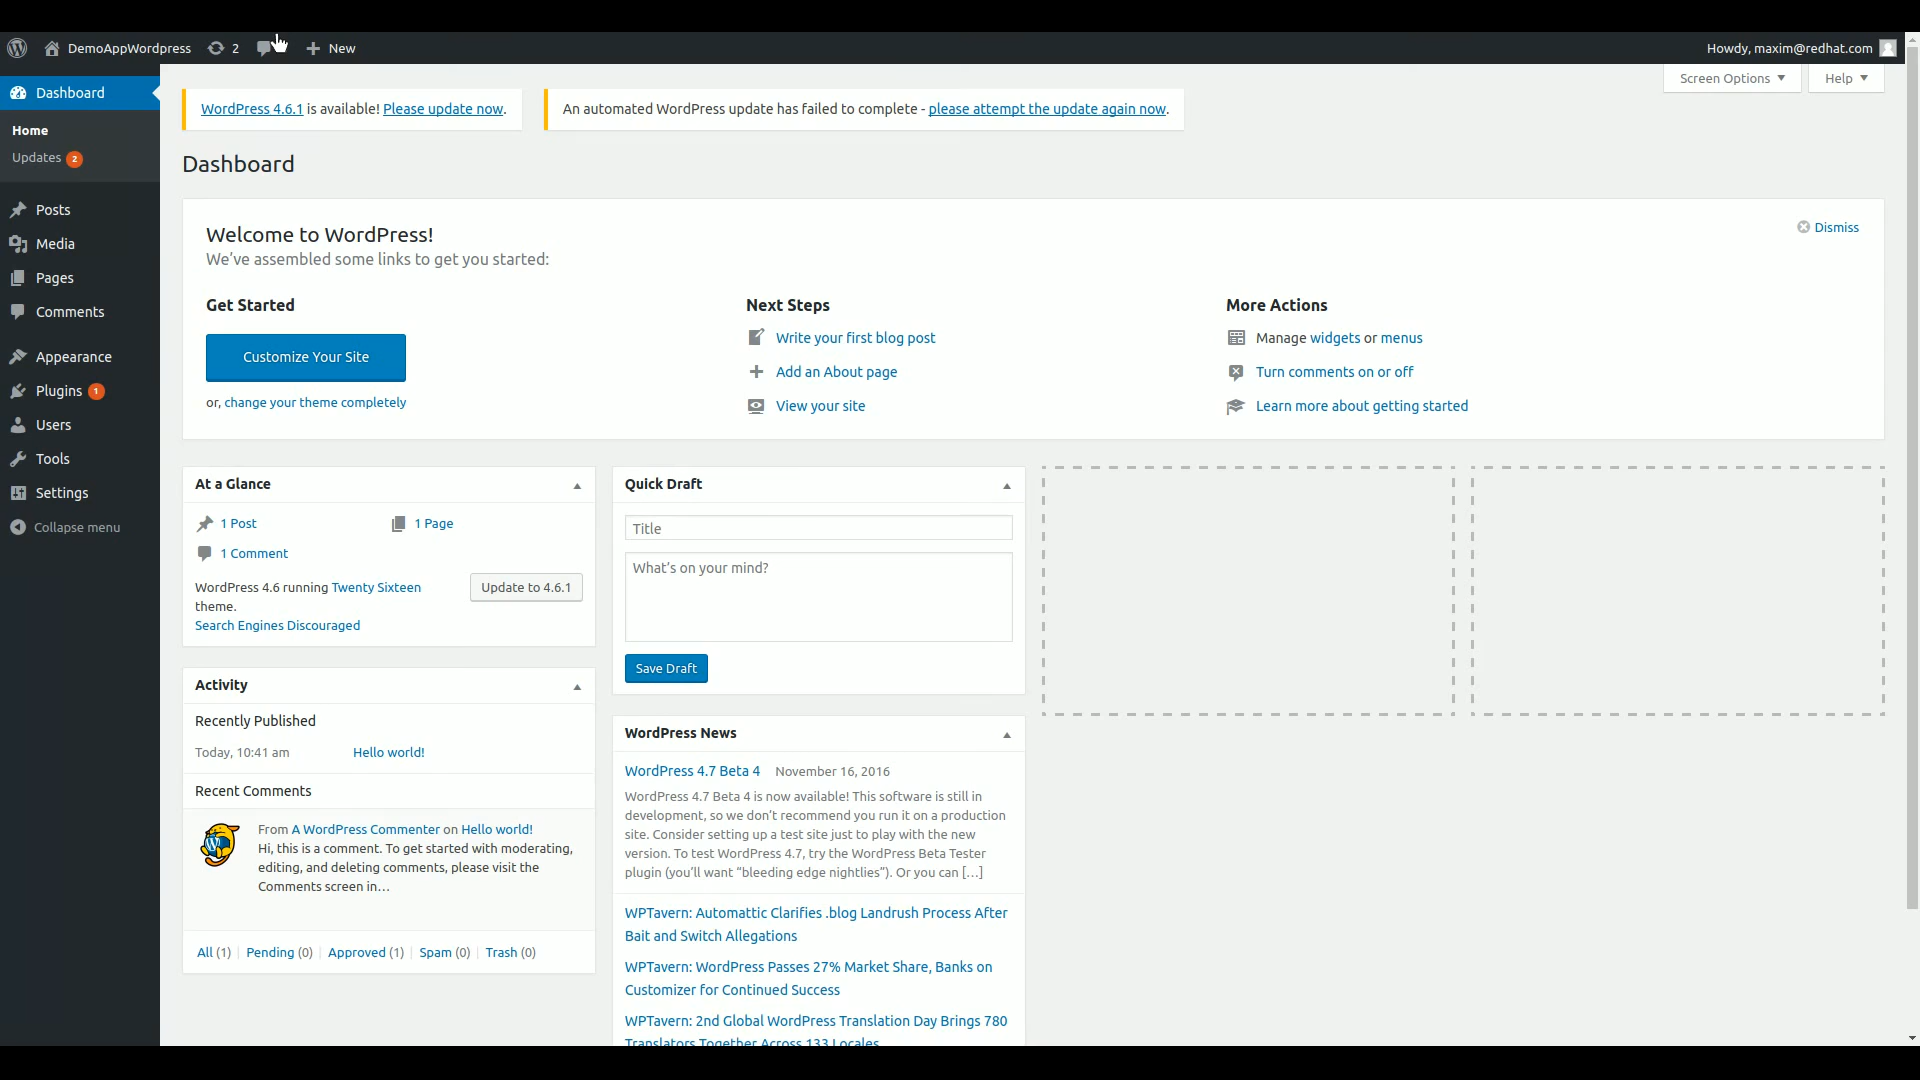 DemoAppWordpress 2 New Howdy, maxim@redhat.com
Screen Options Help
Dashboard
Home
Updates 2
Posts
Media
Pages
Comments
Appearance
Plugins 1
Users
Tools
Settings
Collapse menu
WordPress 4.6.1 is available! Please update now.
An automated WordPress update has failed to complete - please attempt the update again now.
Dashboard
Welcome to WordPress!
We've assembled some links to get you started:
Dismiss
Get Started
Customize Your Site
or, change your theme completely
Next Steps
Write your first blog post
Add an About page
View your site
More Actions
Manage widgets or menus
Turn comments on or off
Learn more about getting started
At a Glance
1 Post 1 Page
1 Comment
WordPress 4.6 running Twenty Sixteen
theme.
Update to 4.6.1
Search Engines Discouraged
Activity
Recently Published
Today, 10:41 am Hello world!
Recent Comments
From A WordPress Commenter on Hello world!
Hi, this is a comment. To get started with moderating,
editing, and deleting comments, please visit the
Comments screen in…
All (1) | Pending (0) | Approved (1) | Spam (0) | Trash (0)
Quick Draft
Title
What's on your mind?
Save Draft
WordPress News
WordPress 4.7 Beta 4 November 16, 2016
WordPress 4.7 Beta 4 is now available! This software is still in
development, so we don't recommend you run it on a production
site. Consider setting up a test site just to play with the new
version. To test WordPress 4.7, try the WordPress Beta Tester
plugin (you'll want "bleeding edge nightlies"). Or you can […]
WPTavern: Automattic Clarifies .blog Landrush Process After
Bait and Switch Allegations
WPTavern: WordPress Passes 27% Market Share, Banks on
Customizer for Continued Success
WPTavern: 2nd Global WordPress Translation Day Brings 780
Translators Together Across 133 Locales